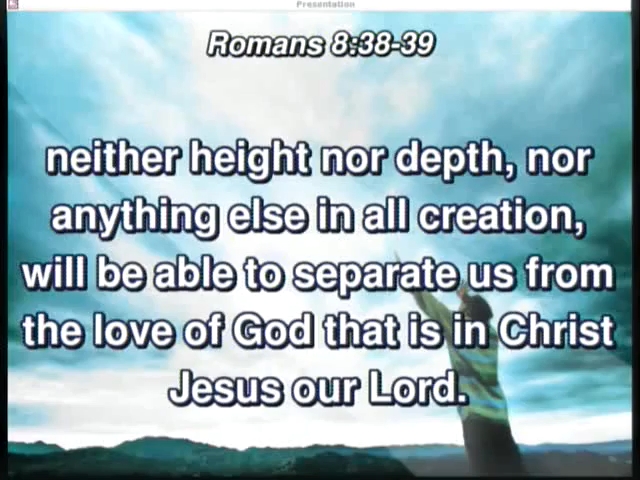 Presentation
Romans 8:38-39
neither height nor depth, nor
anything else in all creation,
will be able to separate us from
the love of God that is in Christ
Jesus our Lord.